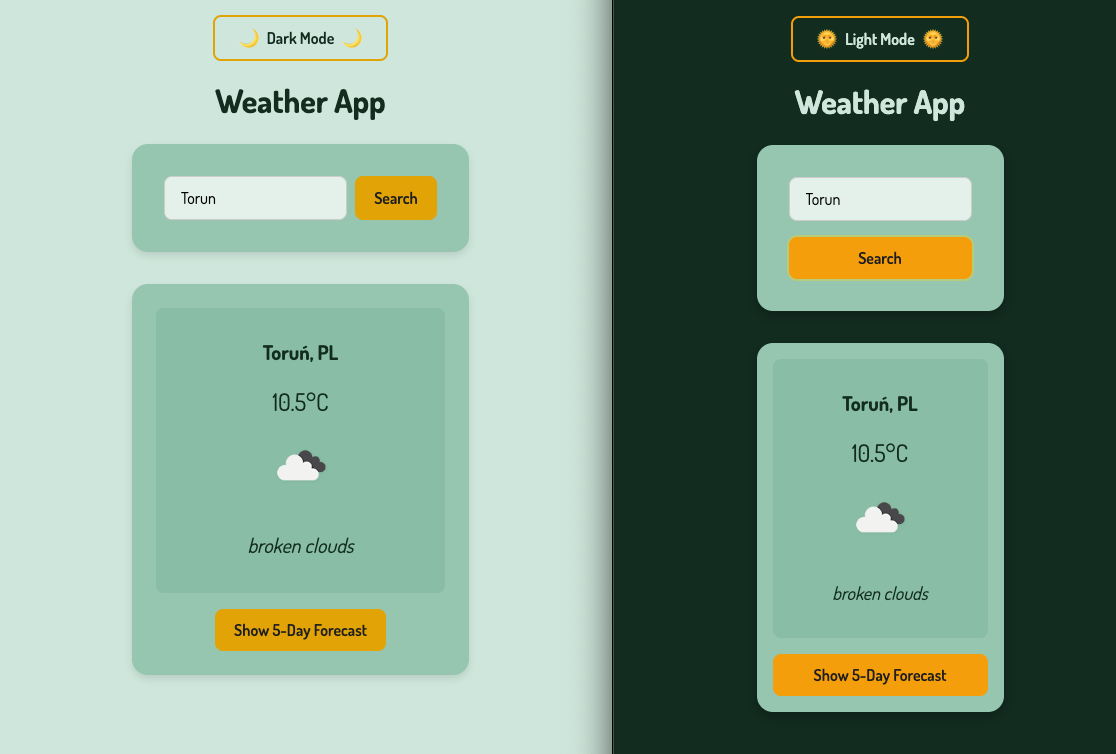 🌙 Dark Mode 🌙
Weather App
Torun
Search
Toruń, PL
10.5°C
broken clouds
Show 5-Day Forecast
🌞 Light Mode 🌞
Weather App
Torun
Search
Toruń, PL
10.5°C
broken clouds
Show 5-Day Forecast